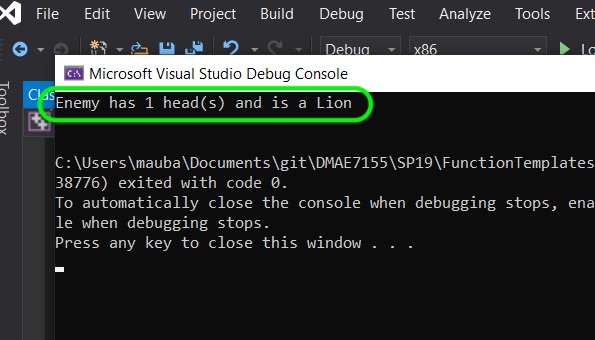 File Edit View Project Build Debug Test Analyze Tools Ext
Debug x86
Microsoft Visual Studio Debug Console
Toolbox
Clas
Enemy has 1 head(s) and is a Lion
C:\Users\mauba\Documents\git\DMAE7155\SP19\FunctionTemplates
38776) exited with code 0.
To automatically close the console when debugging stops, ena
le when debugging stops.
Press any key to close this window . . .